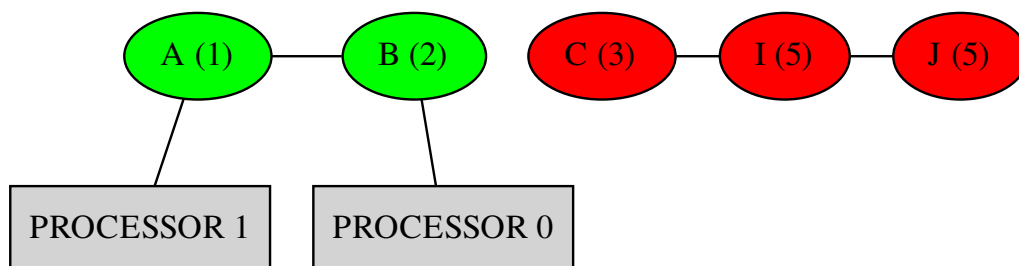 A (1)
B (2)
C (3)
I (5)
J (5)
PROCESSOR 1
PROCESSOR 0